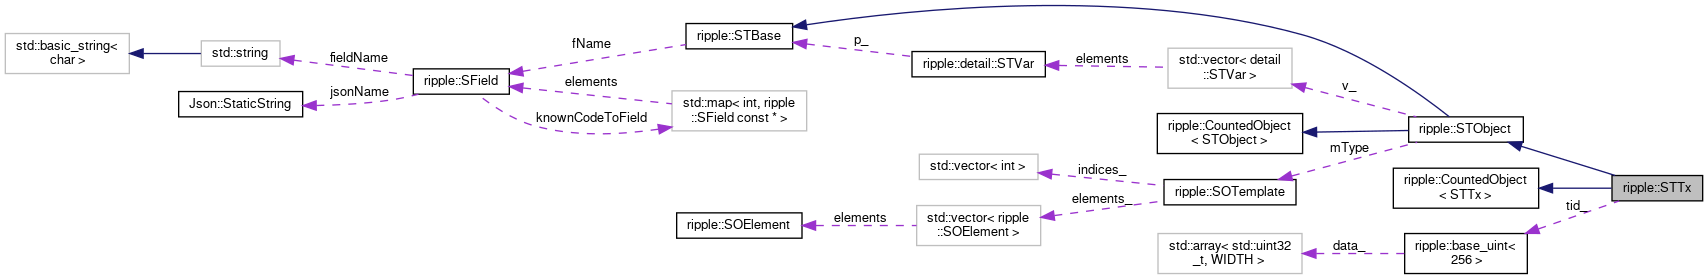 std::basic_string<
char >
std::string
fieldName
jsonName
Json::StaticString
ripple::SField
fName
elements
knownCodeToField
ripple::STBase
std::map< int, ripple
::SField const * >
p_
ripple::detail::STVar
elements
std::vector< detail
::STVar >
v_
ripple::CountedObject
< STObject >
ripple::STObject
mType
std::vector< int >
indices_
elements_
ripple::SOTemplate
ripple::SOElement
elements
std::vector< ripple
::SOElement >
ripple::CountedObject
< STTx >
ripple::STTx
tid_
std::array< std::uint32
_t, WIDTH >
data_
ripple::base_uint<
256 >